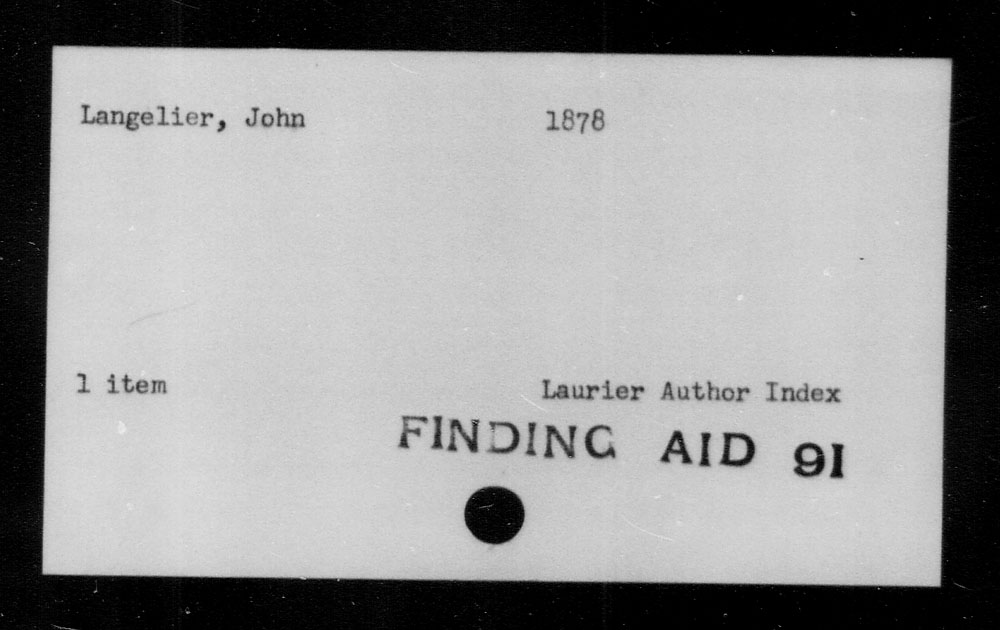 Langelier, John 1878
1 item
Laurier Author Index
FINDING AID 91